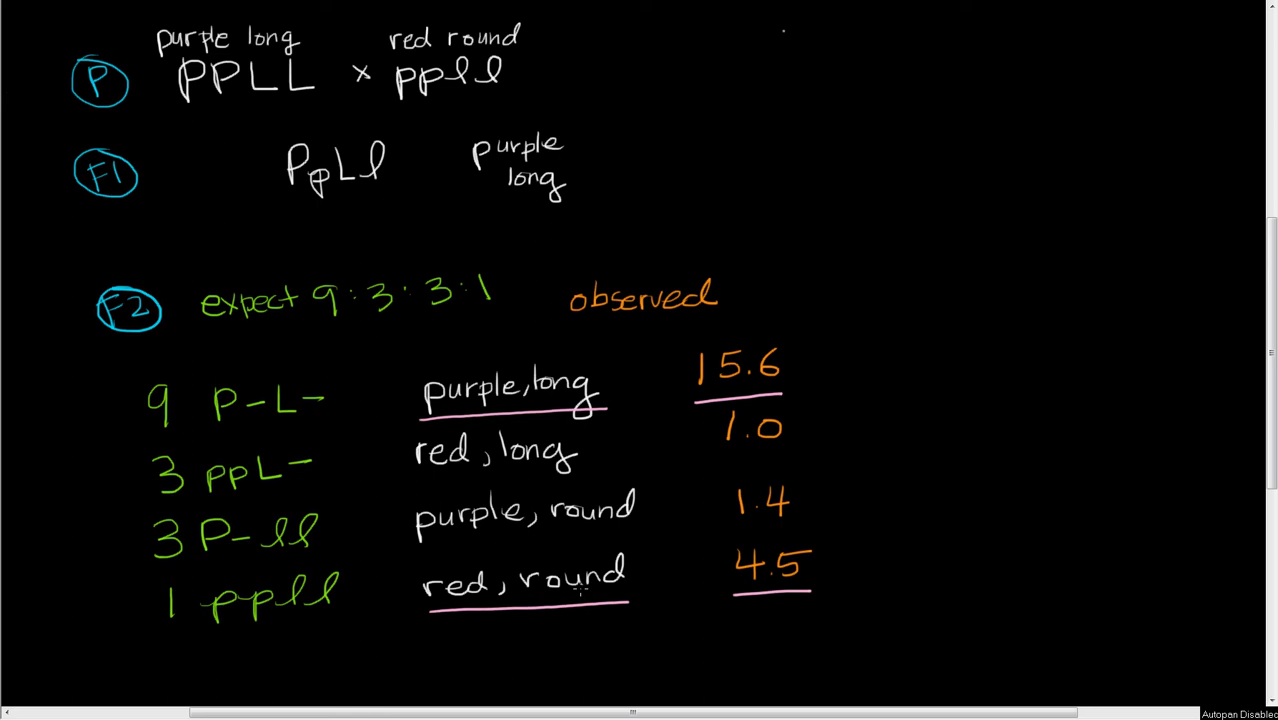 purple long red round
P PPLL x ppll
F1 PpLl purple
long
F2 expect 9:3:3:1 observed
9 P-L- purple, long 15.6
3 ppL- red, long 1.0
3 P-ll purple, round 1.4
1 ppll red, round 4.5
Autopan Disabled